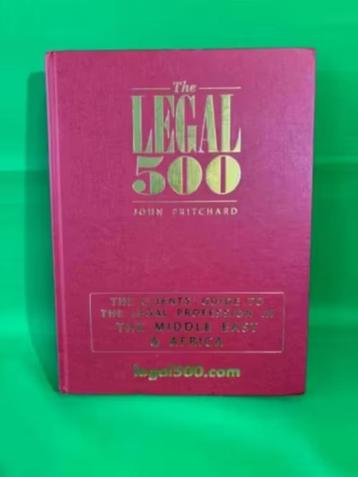 The
LEGAL
500
JOHN PRITCHARD
THE CLIENTS' GUIDE TO
THE LEGAL PROFESSION IN
THE MIDDLE EAST
& AFRICA
legal500.com